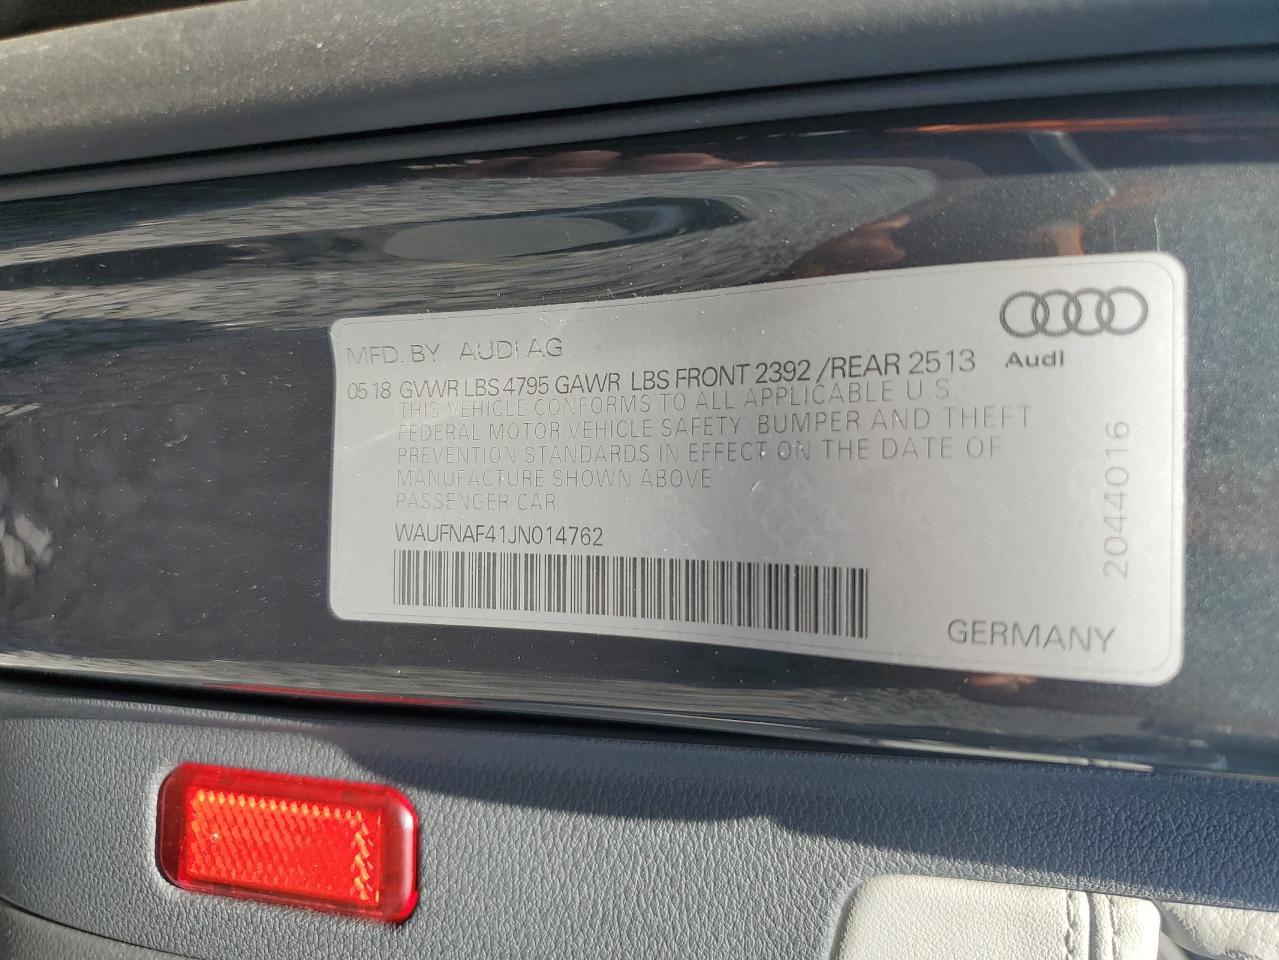 MFD. BY AUDI AG
05 18 GVWR LBS 4795 GAWR LBS FRONT 2392 /REAR 2513
THIS VEHICLE CONFORMS TO ALL APPLICABLE U.S.
FEDERAL MOTOR VEHICLE SAFETY, BUMPER AND THEFT
PREVENTION STANDARDS IN EFFECT ON THE DATE OF
MANUFACTURE SHOWN ABOVE
PASSENGER CAR
WAUFNAF41JN014762
Audi
2044016
GERMANY